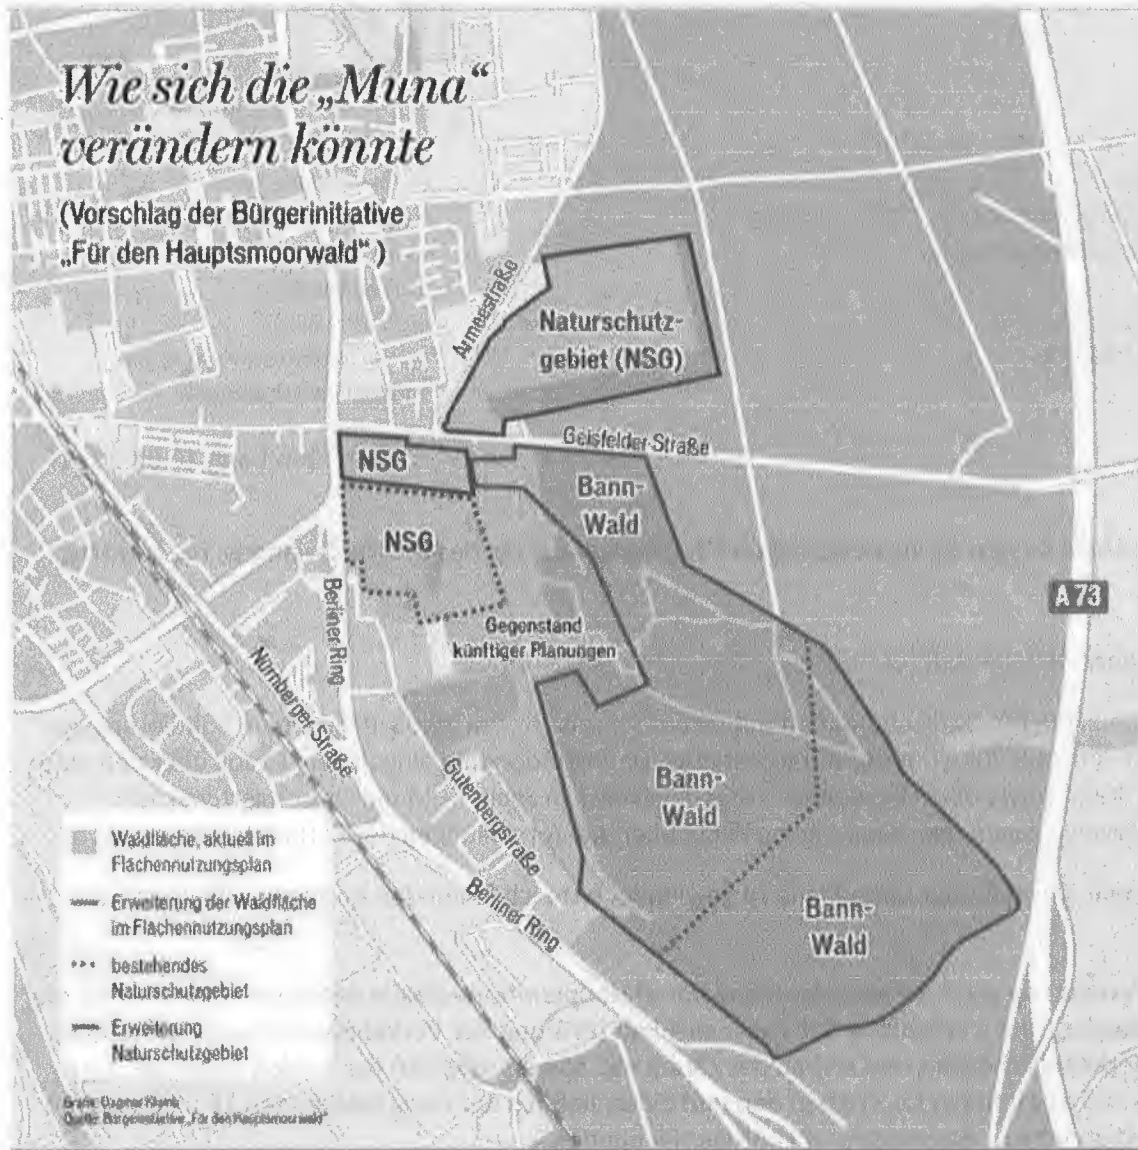 Wie sich die „Muna“
verändern könnte
(Vorschlag der Bürgerinitiative
„Für den Hauptsmoorwald“ )
Armeestraße
Naturschutz-
gebiet (NSG)
Geisfelder-Straße
NSG
Bann-
Wald
NSG
A 73
Berliner-Ring
Gegenstand
künftiger Planungen
Nürnberger-Straße
Bann-
Wald
Gutenbergstraße
Berliner Ring
Bann-
Wald
Waldfläche, aktuell im
Flächennutzungsplan
Erweiterung der Waldfläche
im Flächennutzungsplan
bestehendes
Naturschutzgebiet
Erweiterung
Naturschutzgebiet
Grafik: Dagmar
Quelle: Bürgerinitiative „Für den Hauptsmoorwald“